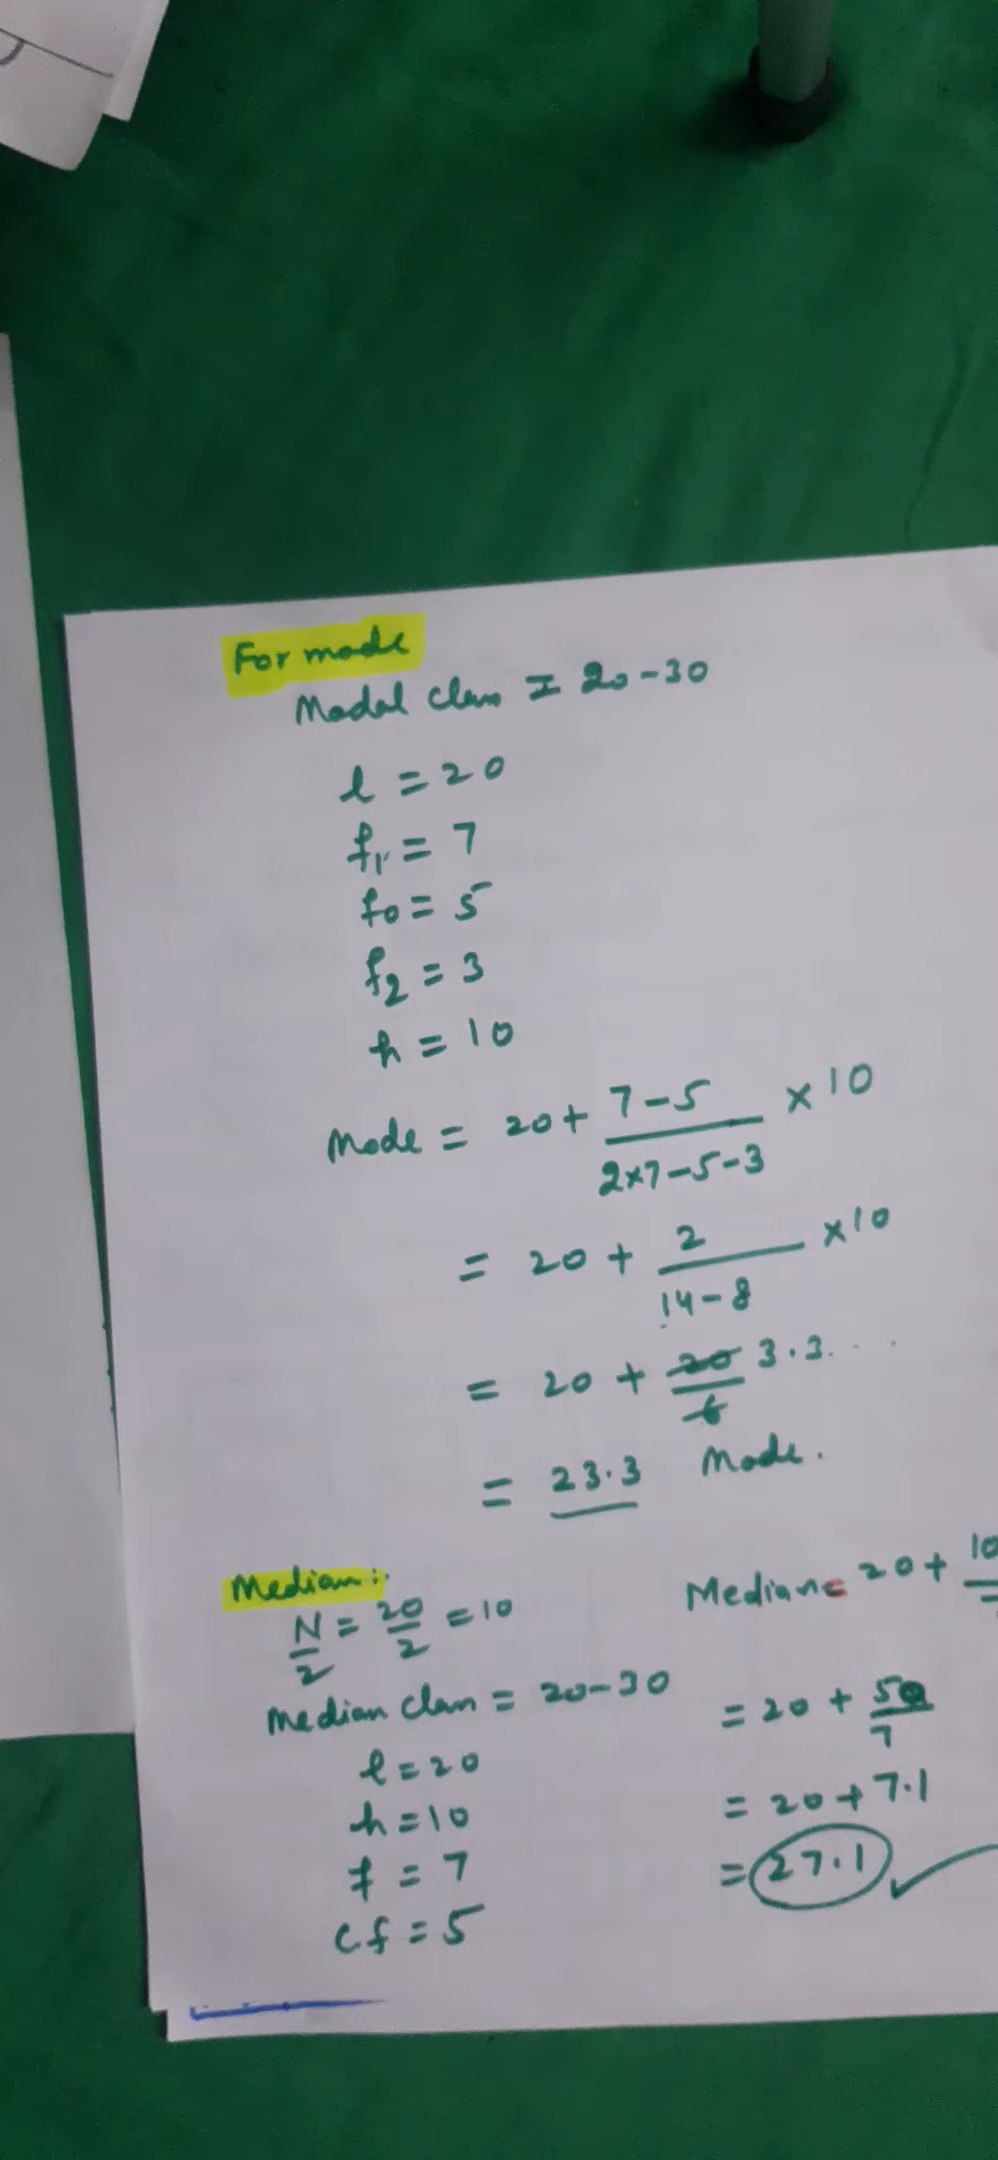 For mode
Modal class = 20-30
l = 20
f1 = 7
f0 = 5
f2 = 3
h = 10
Mode = 20 + 7-5 / 2×7-5-3 × 10
= 20 + 2 / 14-8 ×10
= 20 + 20 / 6 3.3...
= 23.3 Mode.
Median:
N/2 = 20/2 = 10
Median class = 20-30
l = 20
h = 10
f = 7
cf = 5
Median = 20 + 10
= 20 + 50/7
= 20 + 7.1
= 27.1 ✓